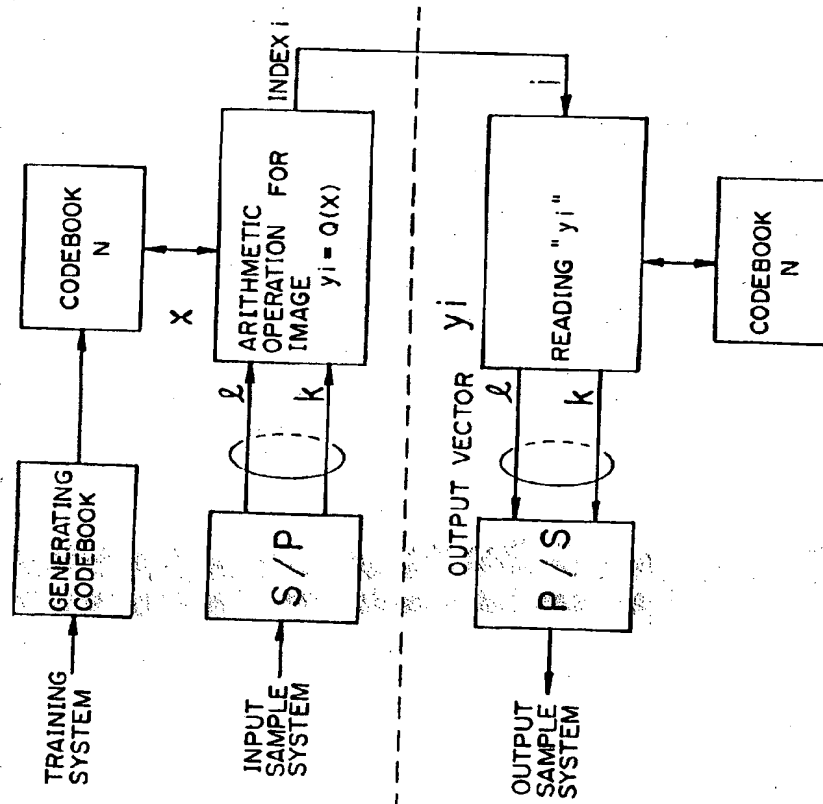 TRAINING
SYSTEM
GENERATING
CODEBOOK
CODEBOOK
N
X
INPUT
SAMPLE
SYSTEM
S/P
ℓ
k
ARITHMETIC
OPERATION FOR
IMAGE
yi = Q(X)
INDEX i
OUTPUT VECTOR
yi
i
OUTPUT
SAMPLE
SYSTEM
P/S
ℓ
k
READING "yi"
CODEBOOK
N